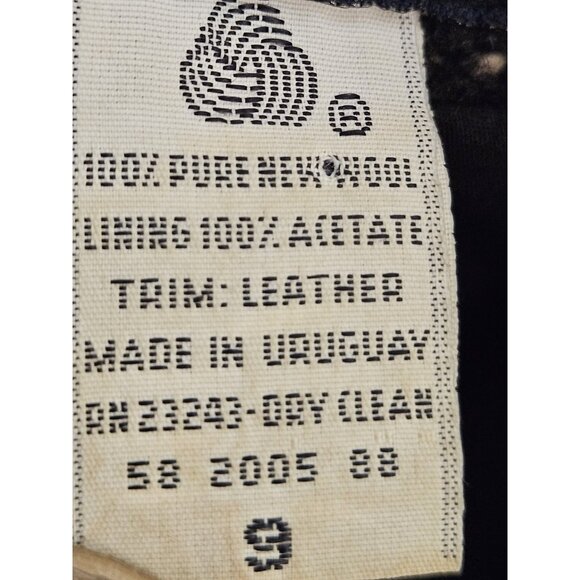 ®
100% PURE NEW WOOL
LINING 100% ACETATE
TRIM: LEATHER
MADE IN URUGUAY
RN 23243-DRY CLEAN
58 2005 88